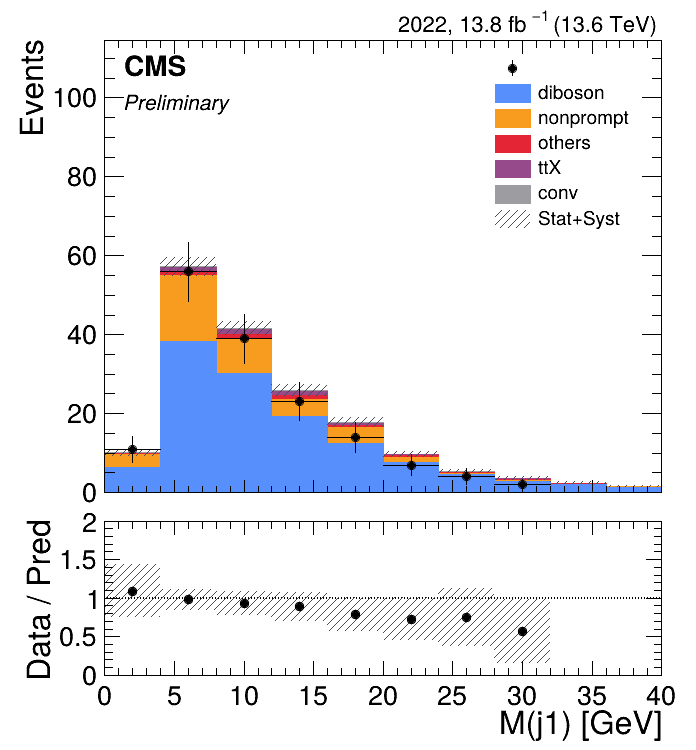 2022, 13.8 fb⁻¹ (13.6 TeV)
CMS
Preliminary
Events
diboson
nonprompt
others
ttX
conv
Stat+Syst
100
80
60
40
20
0
Data / Pred
2
1.5
1
0.5
0
0 5 10 15 20 25 30 35 40
M(j1) [GeV]